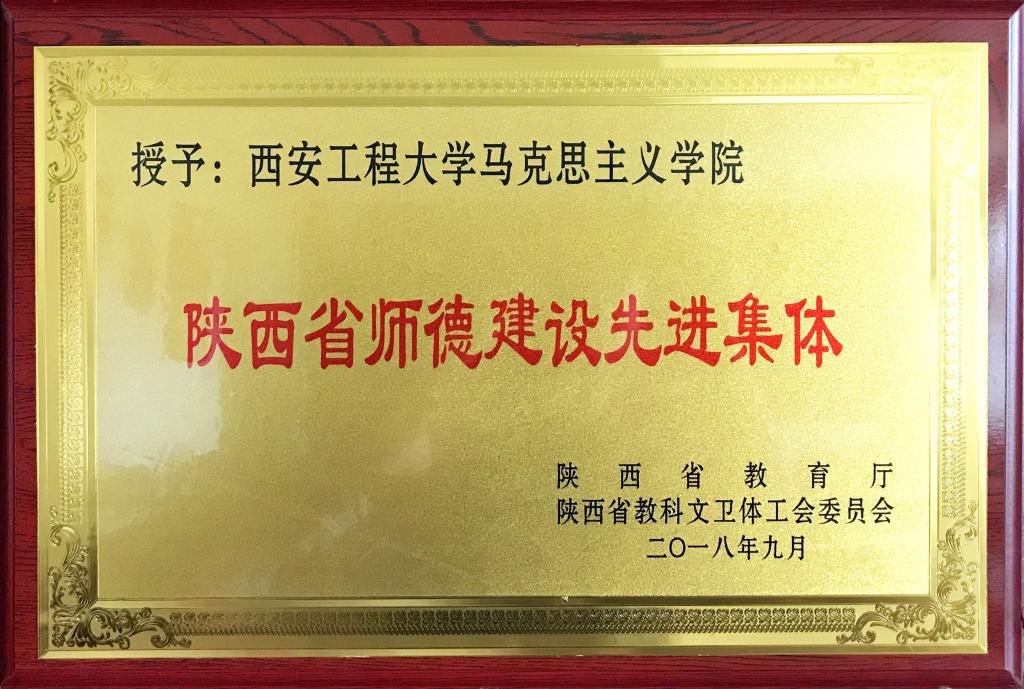 授予：西安工程大学马克思主义学院
陕西省师德建设先进集体
陕西省教育厅
陕西省教科文卫体工会委员会
二〇一八年九月